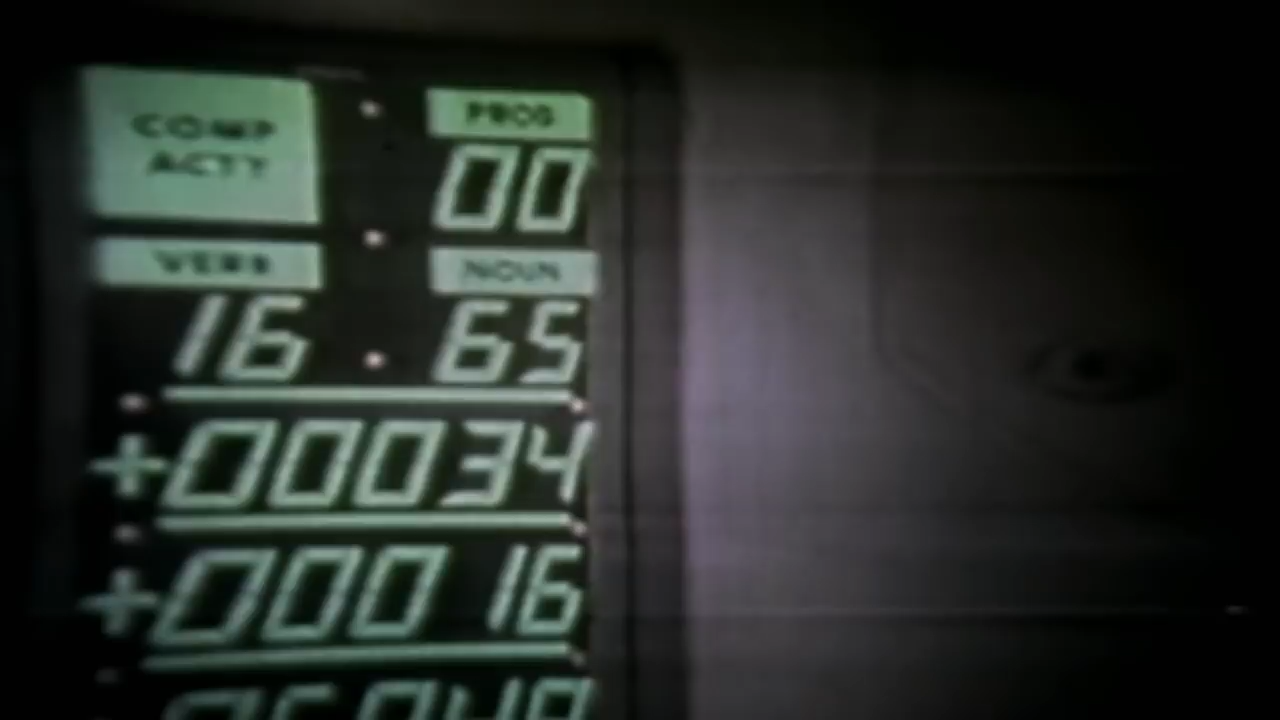 COMP PROG
ACTY 00
VERB NOUN
16 65
+00034
+00016